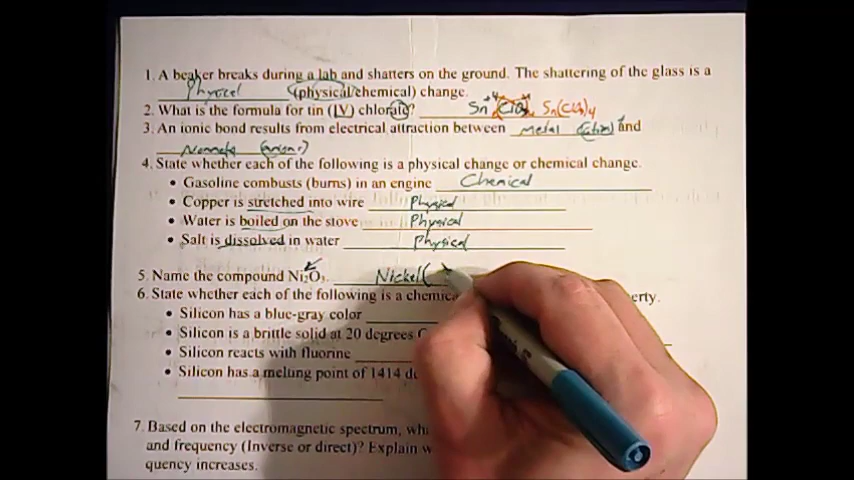 1. A beaker breaks during a lab and shatters on the ground. The shattering of the glass is a
Physical (physical/chemical) change.
2. What is the formula for tin (IV) chlorate? Sn+4 (ClO3)- Sn(ClO3)4
3. An ionic bond results from electrical attraction between metal (cation) and
Nonmetal (anion)
4. State whether each of the following is a physical change or chemical change.
• Gasoline combusts (burns) in an engine Chemical
• Copper is stretched into wire Physical
• Water is boiled on the stove Physical
• Salt is dissolved in water Physical
5. Name the compound Ni2O3. Nickel(
6. State whether each of the following is a chemic erty.
• Silicon has a blue-gray color
• Silicon is a brittle solid at 20 degrees C
• Silicon reacts with fluorine
• Silicon has a melting point of 1414 d
7. Based on the electromagnetic spectrum, wh
and frequency (Inverse or direct)? Explain w
quency increases.